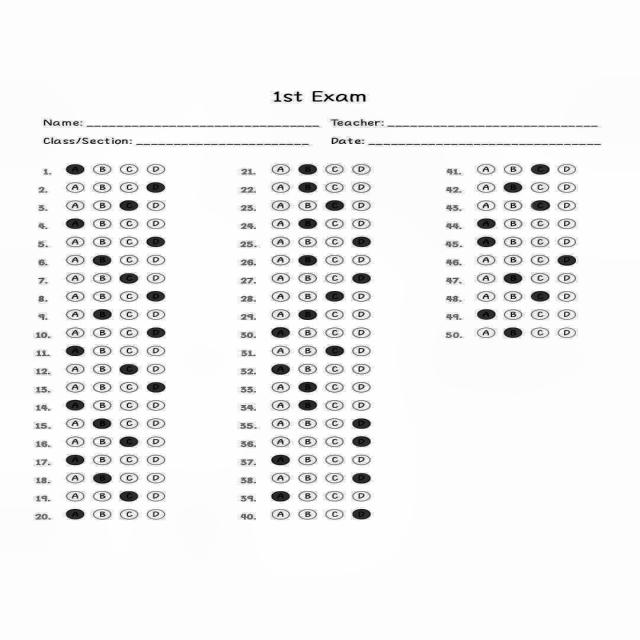 1st Exam
Name: ______________________________ Teacher: ___________________________
Class/Section: ______________________ Date: ______________________________
1. A B C D
2. A B C D
3. A B C D
4. A B C D
5. A B C D
6. A B C D
7. A B C D
8. A B C D
9. A B C D
10. A B C D
11. A B C D
12. A B C D
13. A B C D
14. A B C D
15. A B C D
16. A B C D
17. A B C D
18. A B C D
19. A B C D
20. A B C D
21. A B C D
22. A B C D
23. A B C D
24. A B C D
25. A B C D
26. A B C D
27. A B C D
28. A B C D
29. A B C D
30. A B C D
31. A B C D
32. A B C D
33. A B C D
34. A B C D
35. A B C D
36. A B C D
37. A B C D
38. A B C D
39. A B C D
40. A B C D
41. A B C D
42. A B C D
43. A B C D
44. A B C D
45. A B C D
46. A B C D
47. A B C D
48. A B C D
49. A B C D
50. A B C D